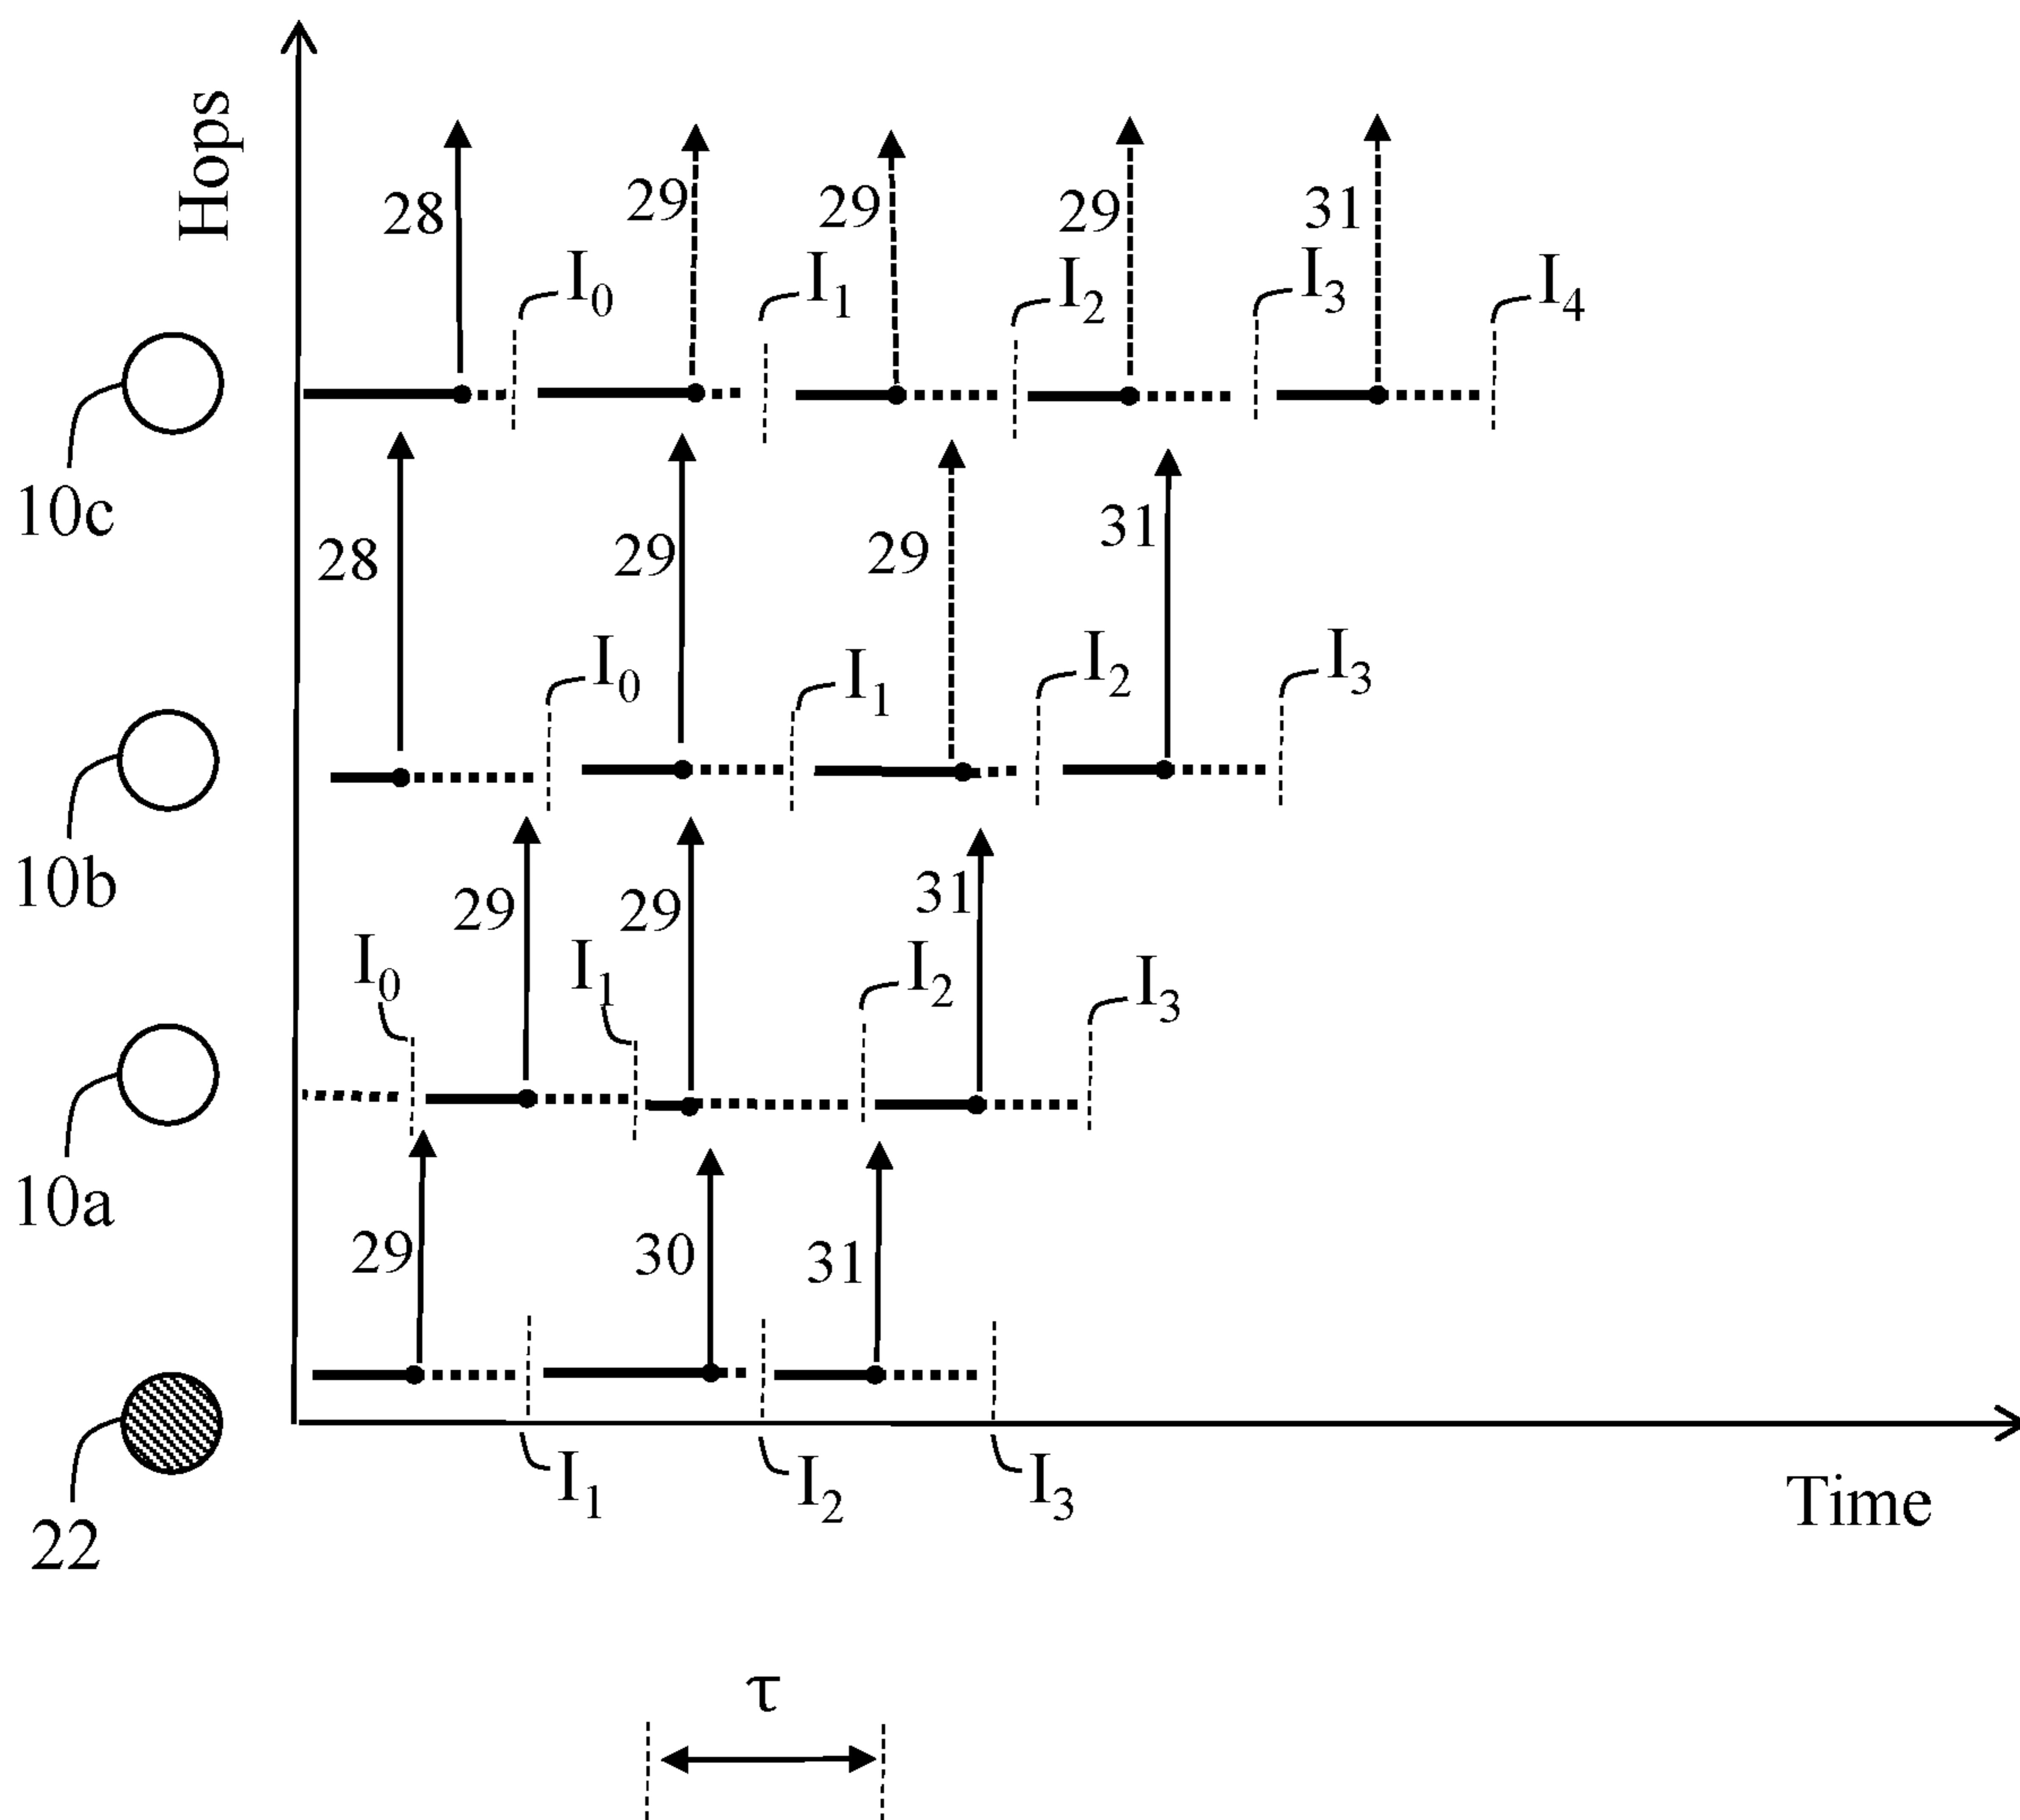 Hops
28 29 29 29 31
I₀ I₁ I₂ I₃ I₄
10c
28 29 29 31
I₀ I₁ I₂ I₃
10b
29 29 31
I₀ I₁ I₂ I₃
10a
29 30 31
I₁ I₂ I₃
Time
22
τ